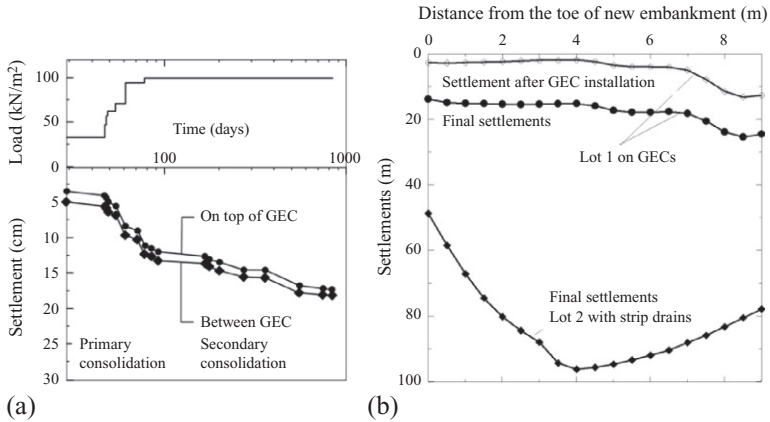 Load (kN/m²)
150
100
50
0
Time (days)
100
1000
Settlement (cm)
5
10
15
20
25
30
On top of GEC
Between GEC
Primary
consolidation
Secondary
consolidation
(a)
Distance from the toe of new embankment (m)
0
2
4
6
8
Settlements (m)
0
20
40
60
80
100
Settlement after GEC installation
Final settlements
Lot 1 on GECs
Final settlements
Lot 2 with strip drains
(b)